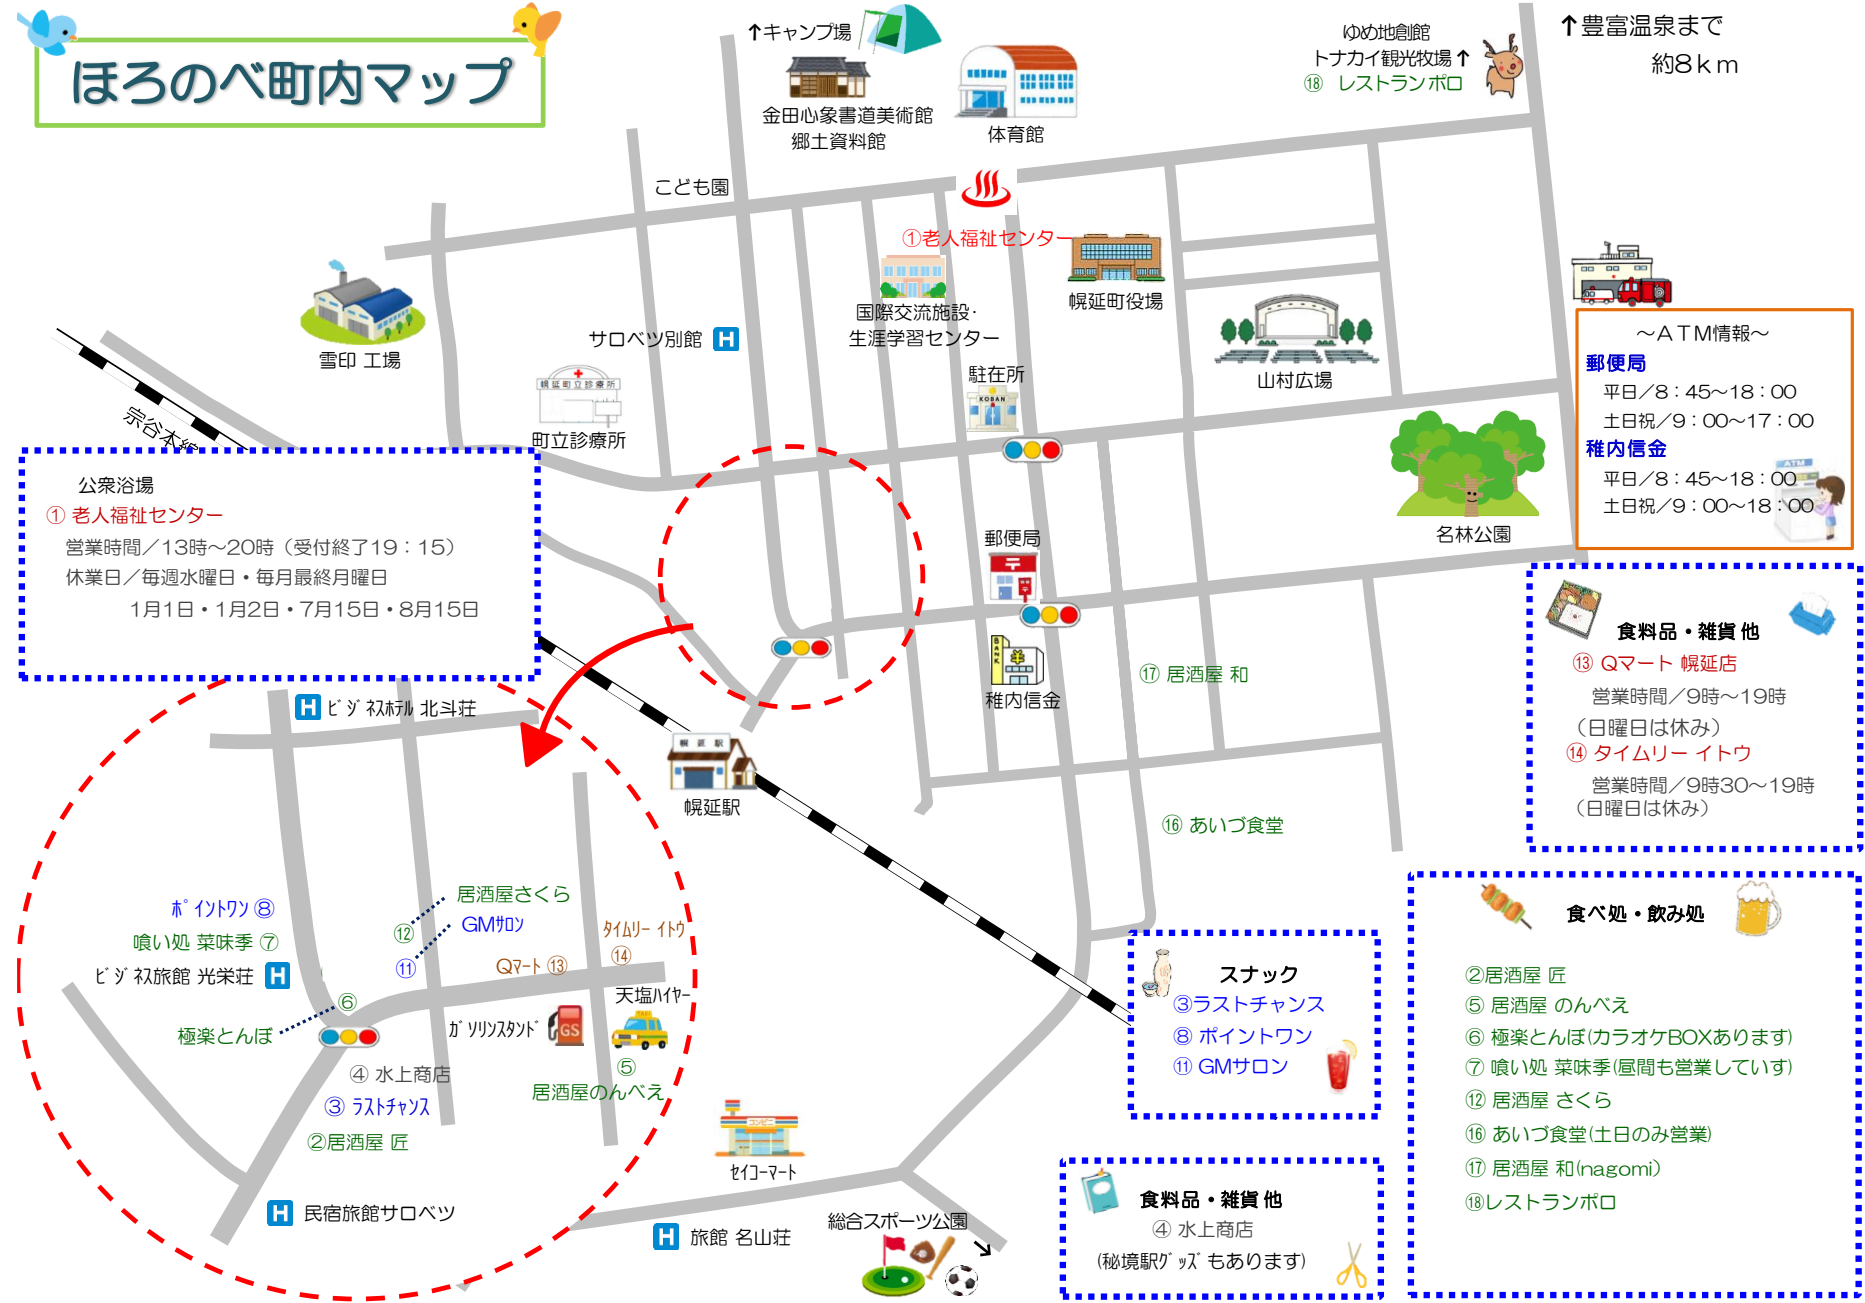 ほろのべ町内マップ
↑キャンプ場
金田心象書道美術館
郷土資料館
体育館
ゆめ地創館
トナカイ観光牧場↑
⑱ レストランポロ
↑豊富温泉まで
約8km
こども園
①老人福祉センター
幌延町役場
国際交流施設・
生涯学習センター
サロベツ別館 H
雪印 工場
幌延町立診療所
町立診療所
駐在所
KOBAN
山村広場
名林公園
宗谷本線
～ATM情報～
郵便局
平日／8：45～18：00
土日祝／9：00～17：00
稚内信金
平日／8：45～18：00
土日祝／9：00～18：00
ATM
公衆浴場
① 老人福祉センター
営業時間／13時～20時（受付終了19：15）
休業日／毎週水曜日・毎月最終月曜日
1月1日・1月2日・7月15日・8月15日
郵便局
〒
BANK
¥
稚内信金
⑰ 居酒屋 和
⑯ あいづ食堂
幌延駅
幌延駅
食料品・雑貨 他
⑬ Qマート 幌延店
営業時間／9時～19時
（日曜日は休み）
⑭ タイムリー イトウ
営業時間／9時30～19時
（日曜日は休み）
H ビジネスホテル 北斗荘
ポイントワン ⑧
喰い処 菜味季 ⑦
ビジネス旅館 光栄荘 H
⑥
極楽とんぼ
居酒屋さくら
⑫
GMサロン
⑪
Qマート ⑬
タイムリー イトウ
⑭
天塩ハイヤー
TAXI
ガソリンスタンド
GS
⑤
居酒屋のんべえ
④ 水上商店
③ ラストチャンス
②居酒屋 匠
H 民宿旅館サロベツ
コンビニ
セイコーマート
H 旅館 名山荘
総合スポーツ公園
↘
スナック
③ラストチャンス
⑧ ポイントワン
⑪ GMサロン
食料品・雑貨 他
④ 水上商店
(秘境駅グッズもあります)
食べ処・飲み処
②居酒屋 匠
⑤ 居酒屋 のんべえ
⑥ 極楽とんぼ(カラオケBOXあります)
⑦ 喰い処 菜味季(昼間も営業していす)
⑫ 居酒屋 さくら
⑯ あいづ食堂(土日のみ営業)
⑰ 居酒屋 和(nagomi)
⑱レストランポロ